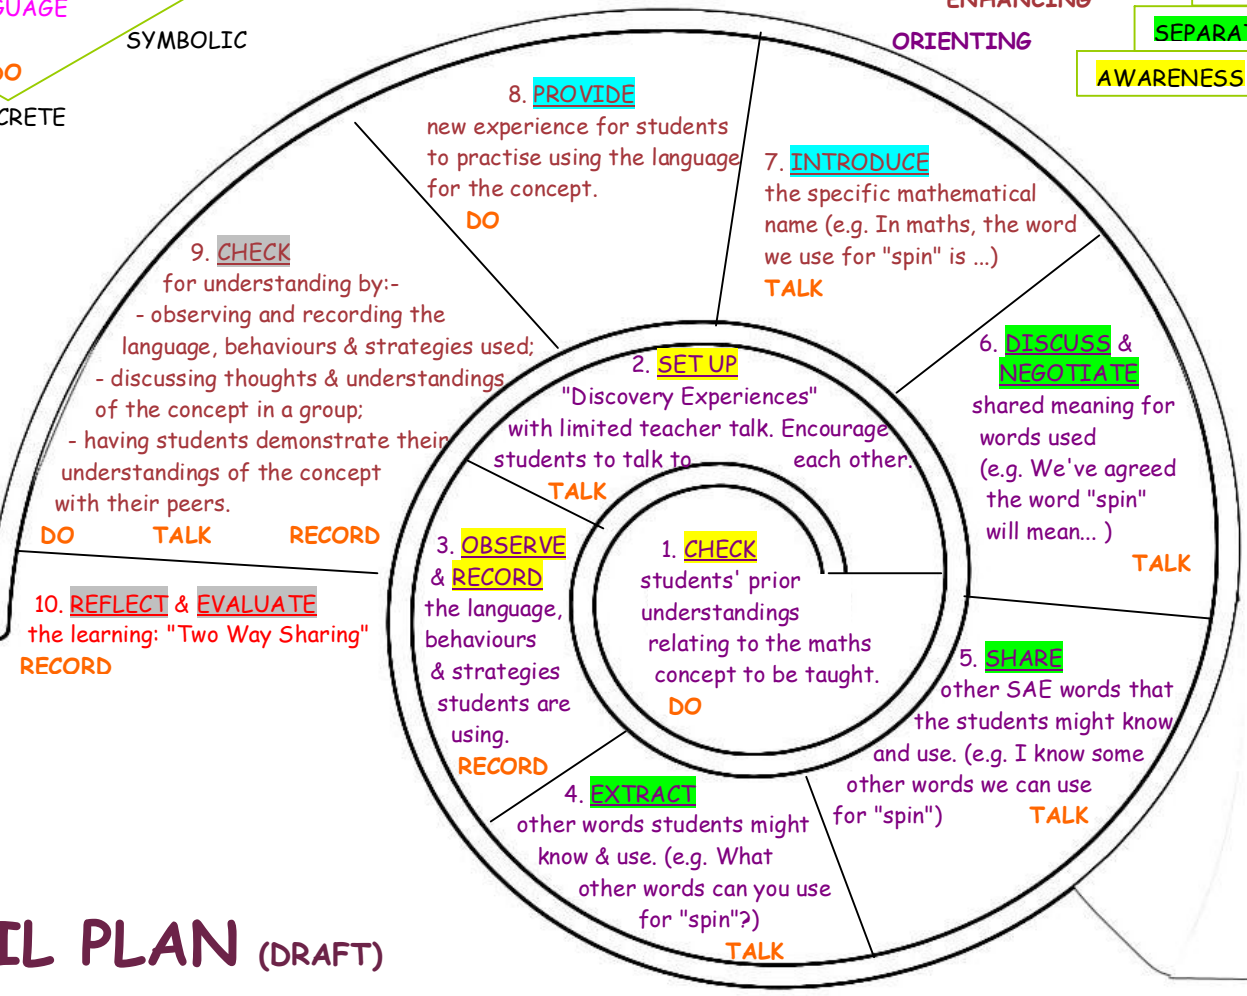 ENHANCING
ORIENTING
AWARENESS
SYMBOLIC
DO
8. PROVIDE
new experience for students
to practise using the language
for the concept.
DO
7. INTRODUCE
the specific mathematical
name (e.g. In maths, the word
we use for "spin" is ...)
TALK
9. CHECK
for understanding by:-
- observing and recording the
language, behaviours & strategies used;
- discussing thoughts & understandings
of the concept in a group;
- having students demonstrate their
understandings of the concept
with their peers.
DO TALK RECORD
6. DISCUSS &
NEGOTIATE
shared meaning for
words used
(e.g. We've agreed
the word "spin"
will mean... )
TALK
2. SET UP
"Discovery Experiences"
with limited teacher talk. Encourage
students to talk to each other.
TALK
3. OBSERVE
& RECORD
the language,
behaviours
& strategies
students are
using.
RECORD
1. CHECK
students' prior
understandings
relating to the maths
concept to be taught.
DO
10. REFLECT & EVALUATE
the learning: "Two Way Sharing"
RECORD
5. SHARE
other SAE words that
the students might know
and use. (e.g. I know some
other words we can use
for "spin") TALK
4. EXTRACT
other words students might
know & use. (e.g. What
other words can you use
for "spin"?)
TALK
IL PLAN (DRAFT)